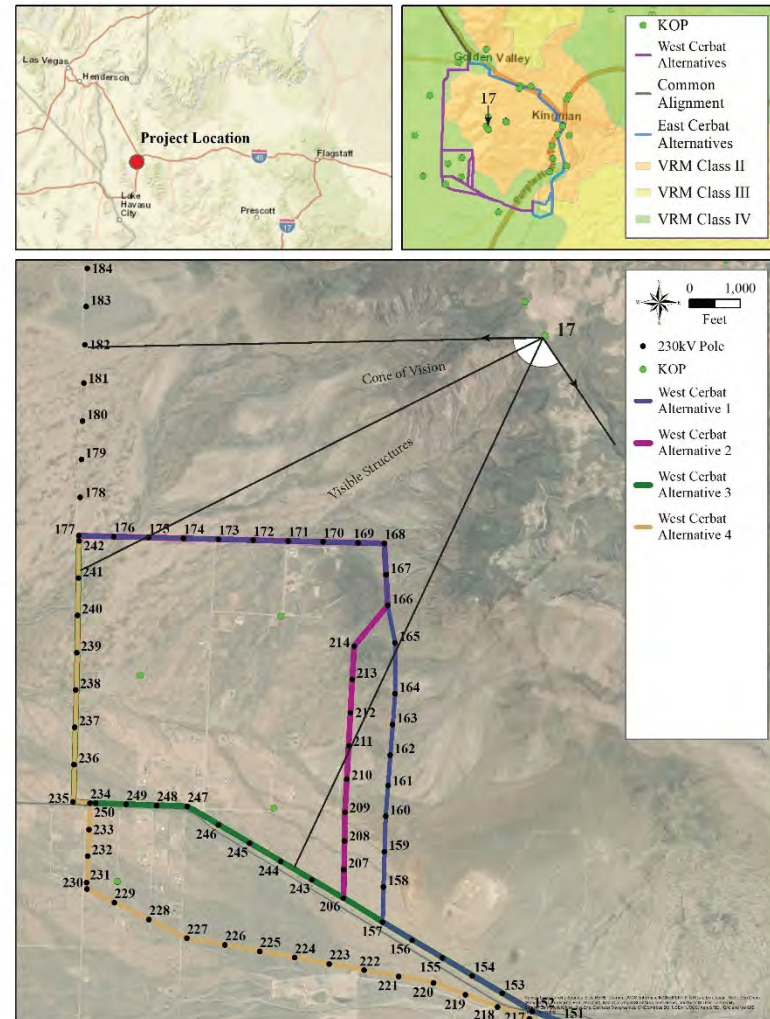 Las Vegas
Henderson
Project Location
40
Flagstaff
Lake
Havasu
City
Prescott
17
Golden Valley
17
Kingman
KOP
West Cerbat
Alternatives
Common
Alignment
East Cerbat
Alternatives
VRM Class II
VRM Class III
VRM Class IV
184
183
182
181
180
179
178
17
Cone of Vision
Visible Structures
0 1,000
Feet
230kV Pole
KOP
West Cerbat
Alternative 1
West Cerbat
Alternative 2
West Cerbat
Alternative 3
West Cerbat
Alternative 4
177 176 175 174 173 172 171 170 169 168
242
241
167
240
166
239
214
165
238
213
164
237
212
163
236
211
162
210
161
235 234 249 248 247
250
209
160
233
246
208
159
232
245
207
158
231
244
230
243
206
229
157
228
156
227
226
155
225
224
154
223
222
153
221
220
152
219
151
218
217